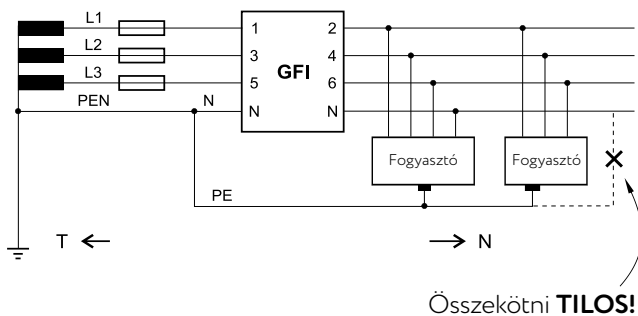 L1 1 2
L2 3 GFI 4
L3 5 6
PEN N N N
Fogyasztó Fogyasztó
PE
T N
Összekötni TILOS!